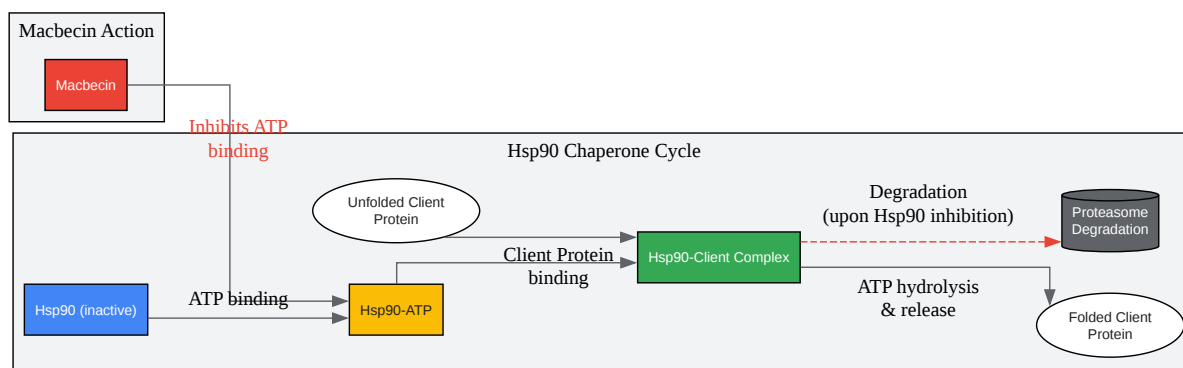 Macbecin Action
Macbecin
Inhibits ATP
binding
Hsp90 Chaperone Cycle
Unfolded Client
Protein
Degradation
(upon Hsp90 inhibition)
Proteasome
Degradation
Client Protein
binding
Hsp90-Client Complex
Hsp90 (inactive)
ATP binding
Hsp90-ATP
ATP hydrolysis
& release
Folded Client
Protein